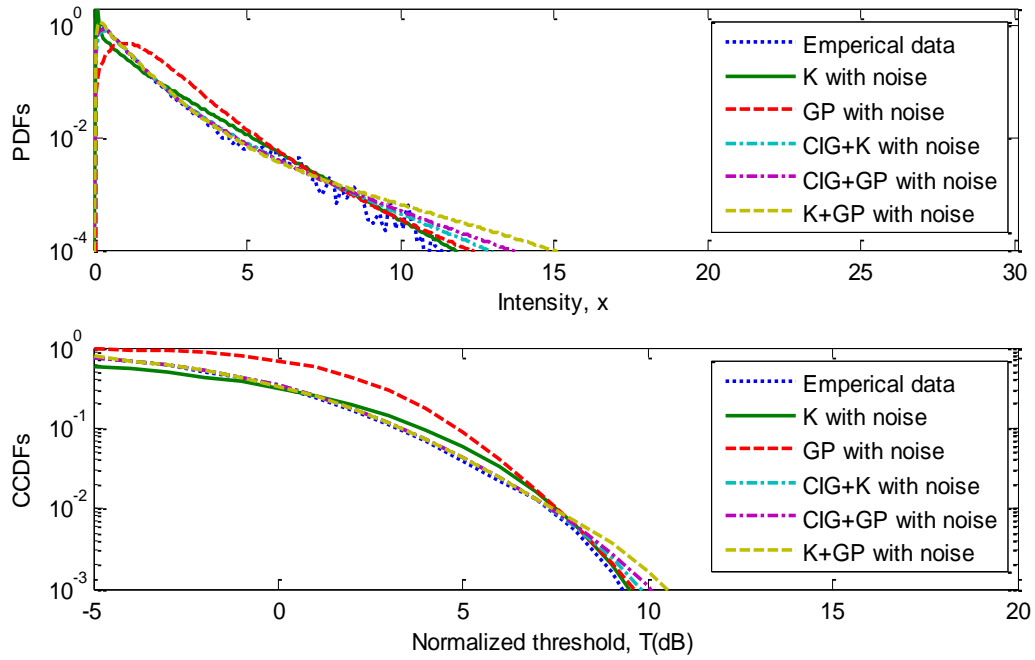 10^0
10^-2
10^-4
PDFs
0 5 10 15 20 25 30
Intensity, x
Emperical data
K with noise
GP with noise
CIG+K with noise
CIG+GP with noise
K+GP with noise
10^0
10^-1
10^-2
10^-3
CCDFs
-5 0 5 10 15 20
Normalized threshold, T(dB)
Emperical data
K with noise
GP with noise
CIG+K with noise
CIG+GP with noise
K+GP with noise